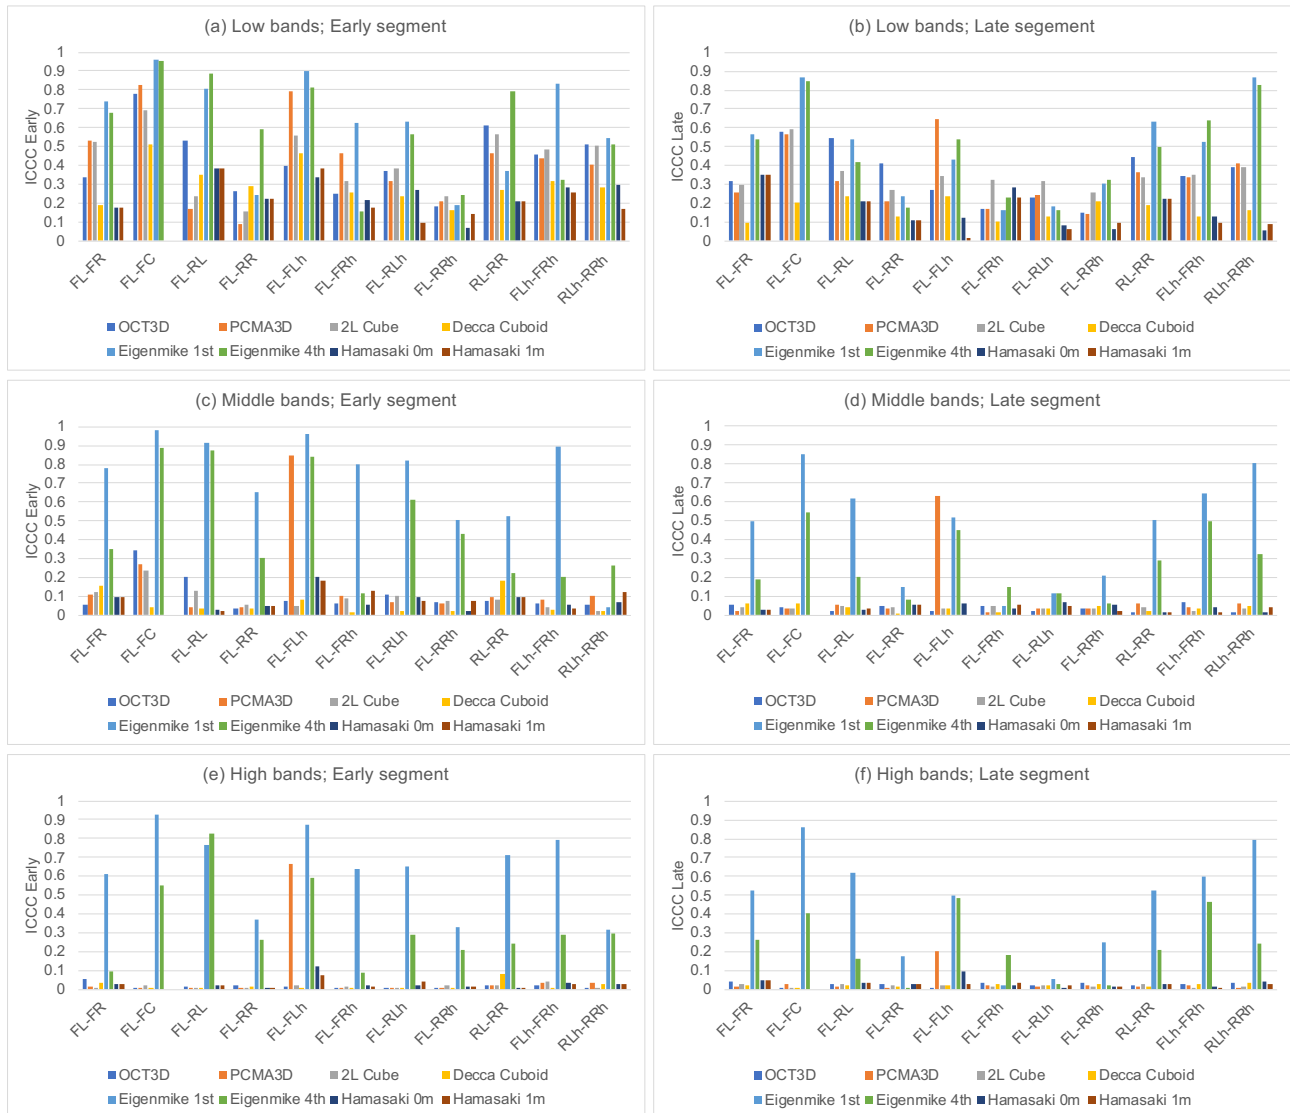 (a) Low bands; Early segment
ICCC Early
1
0.9
0.8
0.7
0.6
0.5
0.4
0.3
0.2
0.1
0
FL-FR FL-FC FL-RL FL-RR FL-FLh FL-FRh FL-RLh FL-RRh RL-RR FLh-FRh RLh-RRh
OCT3D PCMA3D 2L Cube Decca Cuboid
Eigenmike 1st Eigenmike 4th Hamasaki 0m Hamasaki 1m
(b) Low bands; Late segement
ICCC Late
1
0.9
0.8
0.7
0.6
0.5
0.4
0.3
0.2
0.1
0
FL-FR FL-FC FL-RL FL-RR FL-FLh FL-FRh FL-RLh FL-RRh RL-RR FLh-FRh RLh-RRh
OCT3D PCMA3D 2L Cube Decca Cuboid
Eigenmike 1st Eigenmike 4th Hamasaki 0m Hamasaki 1m
(c) Middle bands; Early segment
ICCC Early
1
0.9
0.8
0.7
0.6
0.5
0.4
0.3
0.2
0.1
0
FL-FR FL-FC FL-RL FL-RR FL-FLh FL-FRh FL-RLh FL-RRh RL-RR FLh-FRh RLh-RRh
OCT3D PCMA3D 2L Cube Decca Cuboid
Eigenmike 1st Eigenmike 4th Hamasaki 0m Hamasaki 1m
(d) Middle bands; Late segment
ICCC Late
1
0.9
0.8
0.7
0.6
0.5
0.4
0.3
0.2
0.1
0
FL-FR FL-FC FL-RL FL-RR FL-FLh FL-FRh FL-RLh FL-RRh RL-RR FLh-FRh RLh-RRh
OCT3D PCMA3D 2L Cube Decca Cuboid
Eigenmike 1st Eigenmike 4th Hamasaki 0m Hamasaki 1m
(e) High bands; Early segment
ICCC Early
1
0.9
0.8
0.7
0.6
0.5
0.4
0.3
0.2
0.1
0
FL-FR FL-FC FL-RL FL-RR FL-FLh FL-FRh FL-RLh FL-RRh RL-RR FLh-FRh RLh-RRh
OCT3D PCMA3D 2L Cube Decca Cuboid
Eigenmike 1st Eigenmike 4th Hamasaki 0m Hamasaki 1m
(f) High bands; Late segment
ICCC Late
1
0.9
0.8
0.7
0.6
0.5
0.4
0.3
0.2
0.1
0
FL-FR FL-FC FL-RL FL-RR FL-FLh FL-FRh FL-RLh FL-RRh RL-RR FLh-FRh RLh-RRh
OCT3D PCMA3D 2L Cube Decca Cuboid
Eigenmike 1st Eigenmike 4th Hamasaki 0m Hamasaki 1m